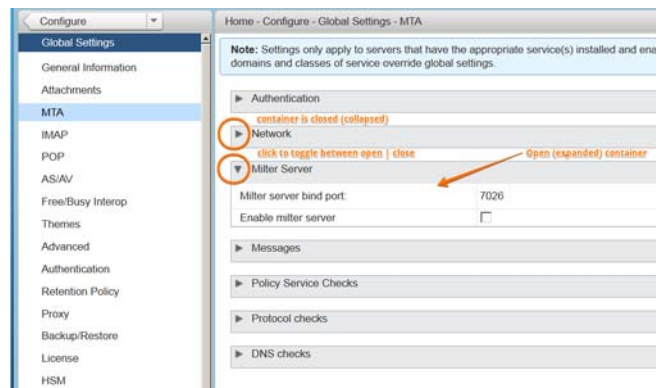 Configure
Global Settings
General Information
Attachments
MTA
IMAP
POP
AS/AV
Free/Busy Interop
Themes
Advanced
Authentication
Retention Policy
Proxy
Backup/Restore
License
HSM
Home - Configure - Global Settings - MTA
Note: Settings only apply to servers that have the appropriate service(s) installed and ena
domains and classes of service override global settings.
Authentication
container is closed (collapsed)
Network
click to toggle between open | close
Open (expanded) container
Milter Server
Milter server bind port: 7026
Enable milter server
Messages
Policy Service Checks
Protocol checks
DNS checks